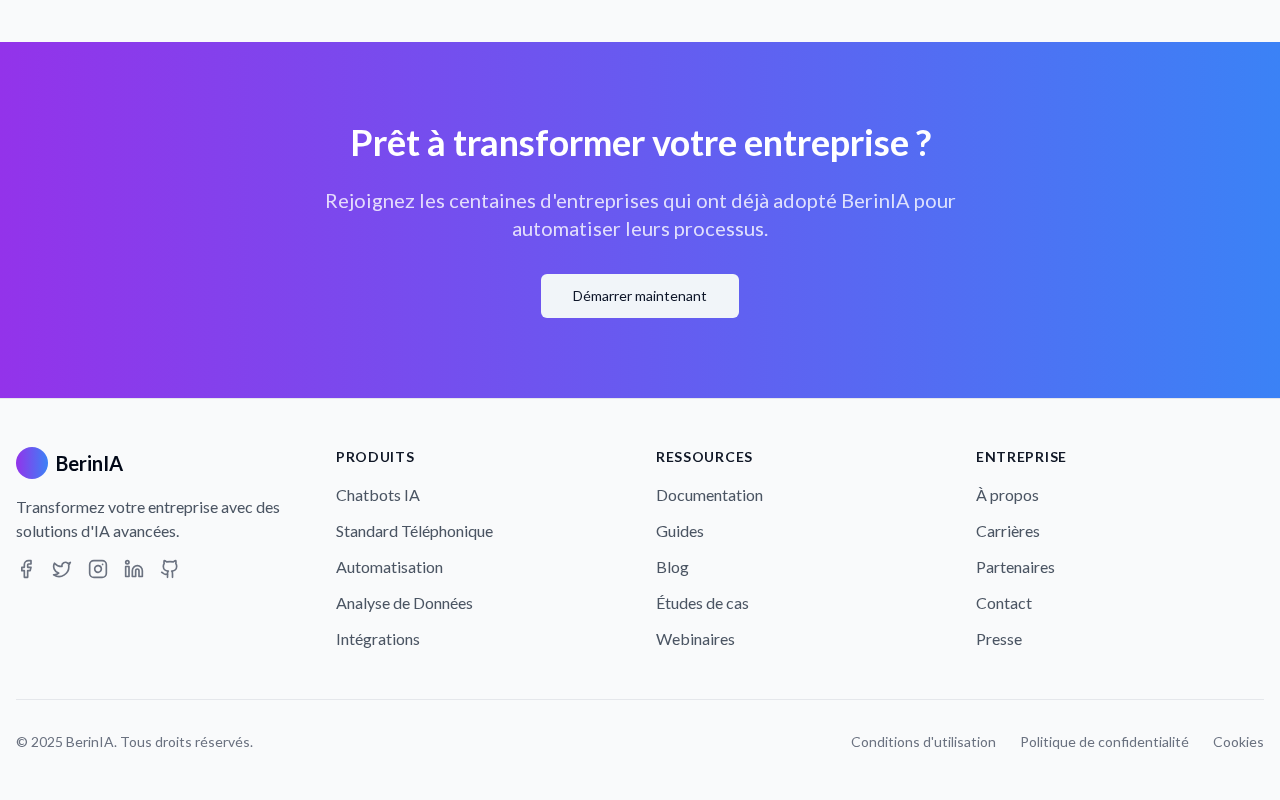 Prêt à transformer votre entreprise ?
Rejoignez les centaines d'entreprises qui ont déjà adopté BerinIA pour
automatiser leurs processus.
Démarrer maintenant
BerinIA
Transformez votre entreprise avec des
solutions d'IA avancées.
PRODUITS
Chatbots IA
Standard Téléphonique
Automatisation
Analyse de Données
Intégrations
RESSOURCES
Documentation
Guides
Blog
Études de cas
Webinaires
ENTREPRISE
À propos
Carrières
Partenaires
Contact
Presse
© 2025 BerinIA. Tous droits réservés.
Conditions d'utilisation
Politique de confidentialité
Cookies